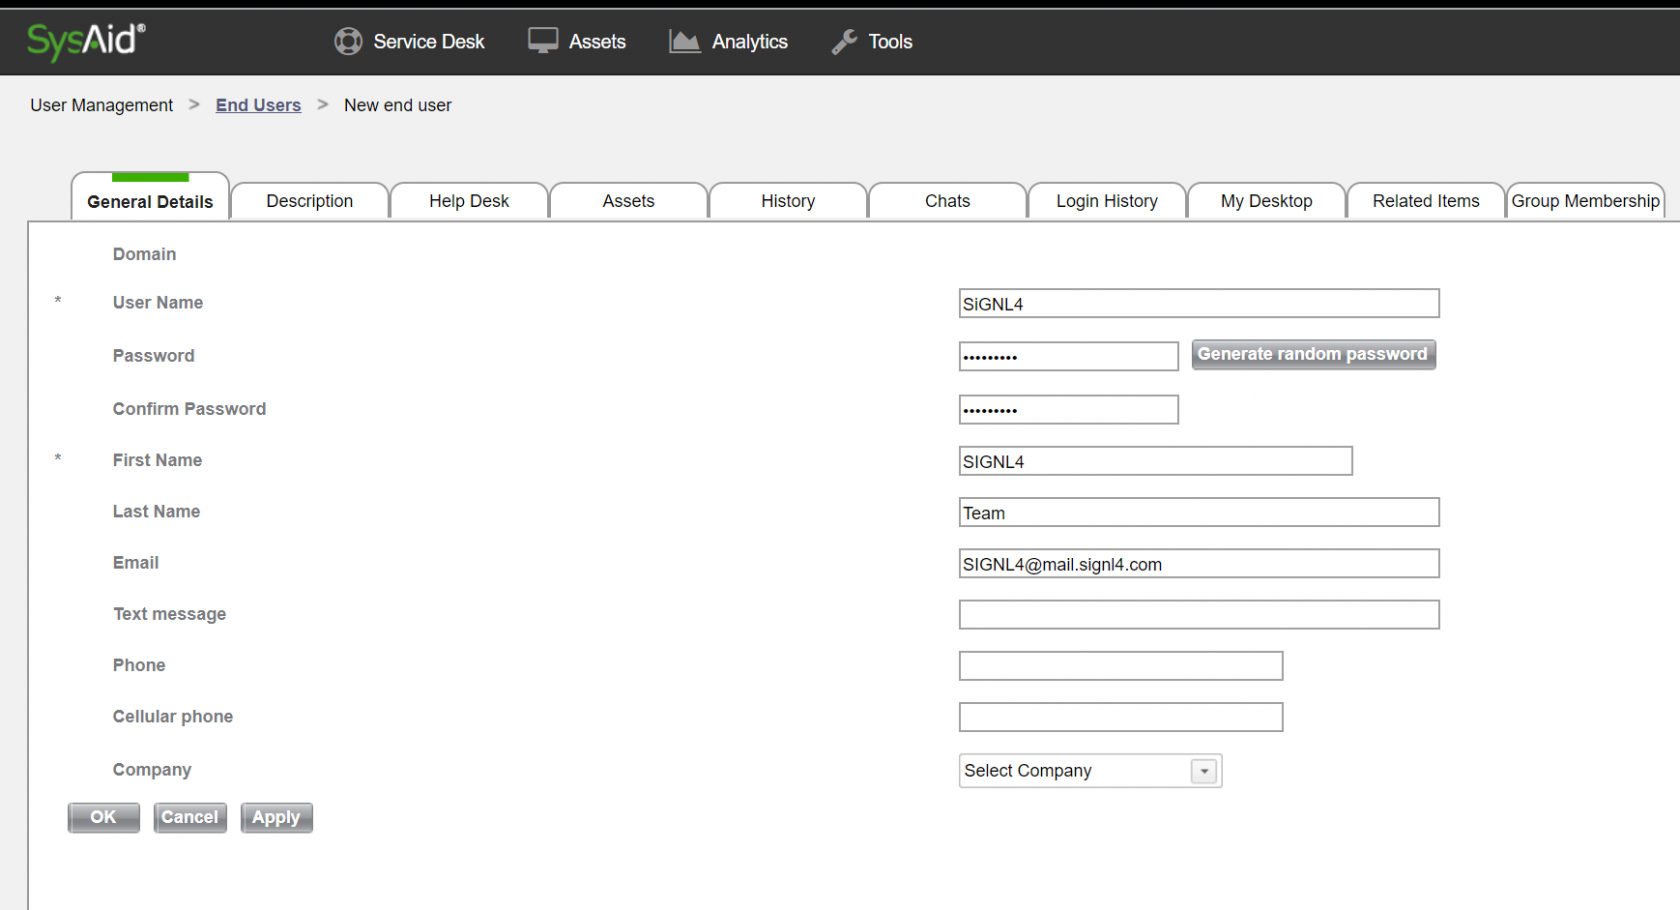 SysAid® Service Desk Assets Analytics Tools
User Management > End Users > New end user
General Details Description Help Desk Assets History Chats Login History My Desktop Related Items Group Membership
Domain
* User Name SiGNL4
Password ••••••••• Generate random password
Confirm Password •••••••••
* First Name SIGNL4
Last Name Team
Email SIGNL4@mail.signl4.com
Text message
Phone
Cellular phone
Company Select Company
OK Cancel Apply